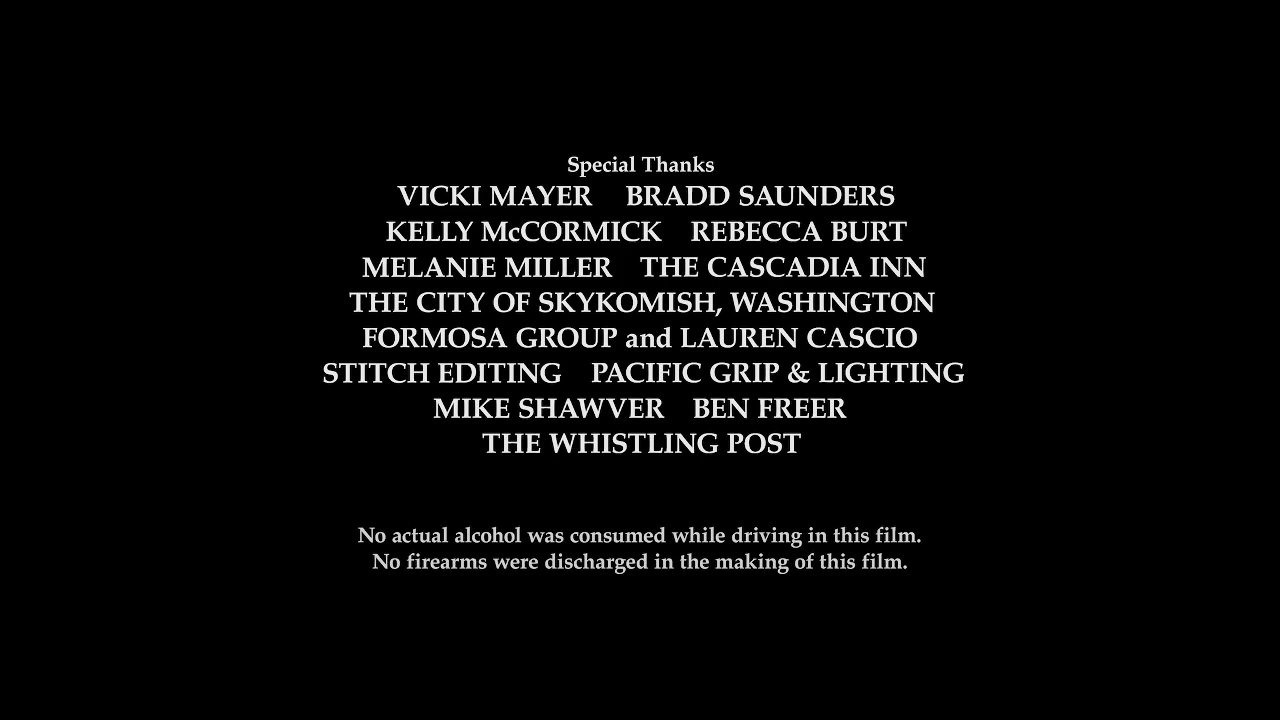 Special Thanks
VICKI MAYER BRADD SAUNDERS
KELLY McCORMICK REBECCA BURT
MELANIE MILLER THE CASCADIA INN
THE CITY OF SKYKOMISH, WASHINGTON
FORMOSA GROUP and LAUREN CASCIO
STITCH EDITING PACIFIC GRIP & LIGHTING
MIKE SHAWVER BEN FREER
THE WHISTLING POST
No actual alcohol was consumed while driving in this film.
No firearms were discharged in the making of this film.